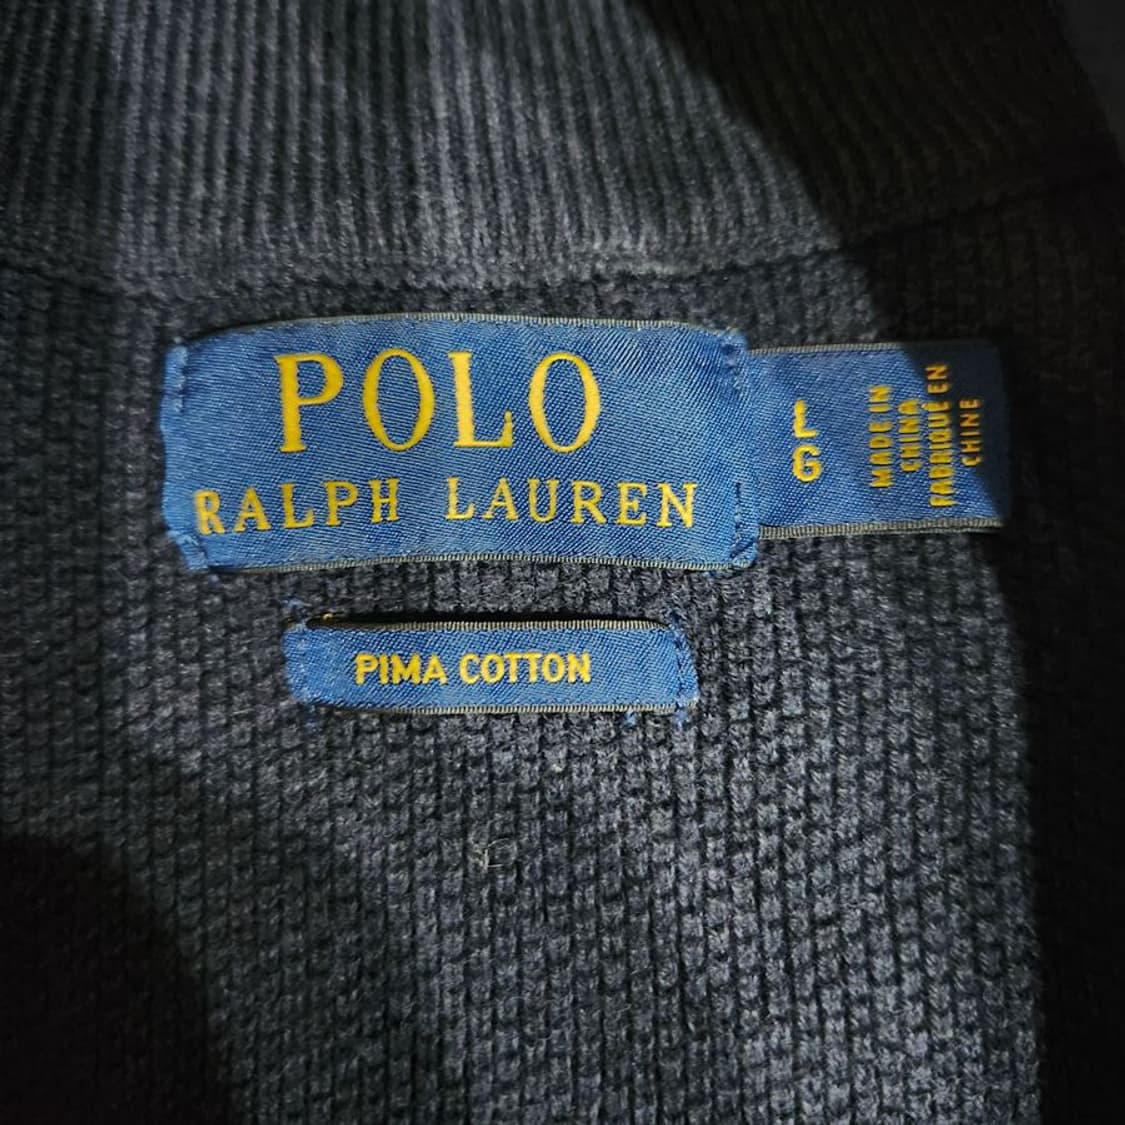 POLO
RALPH LAUREN
L
G
MADE IN
CHINA
FABRIQUÉ EN
CHINE
PIMA COTTON